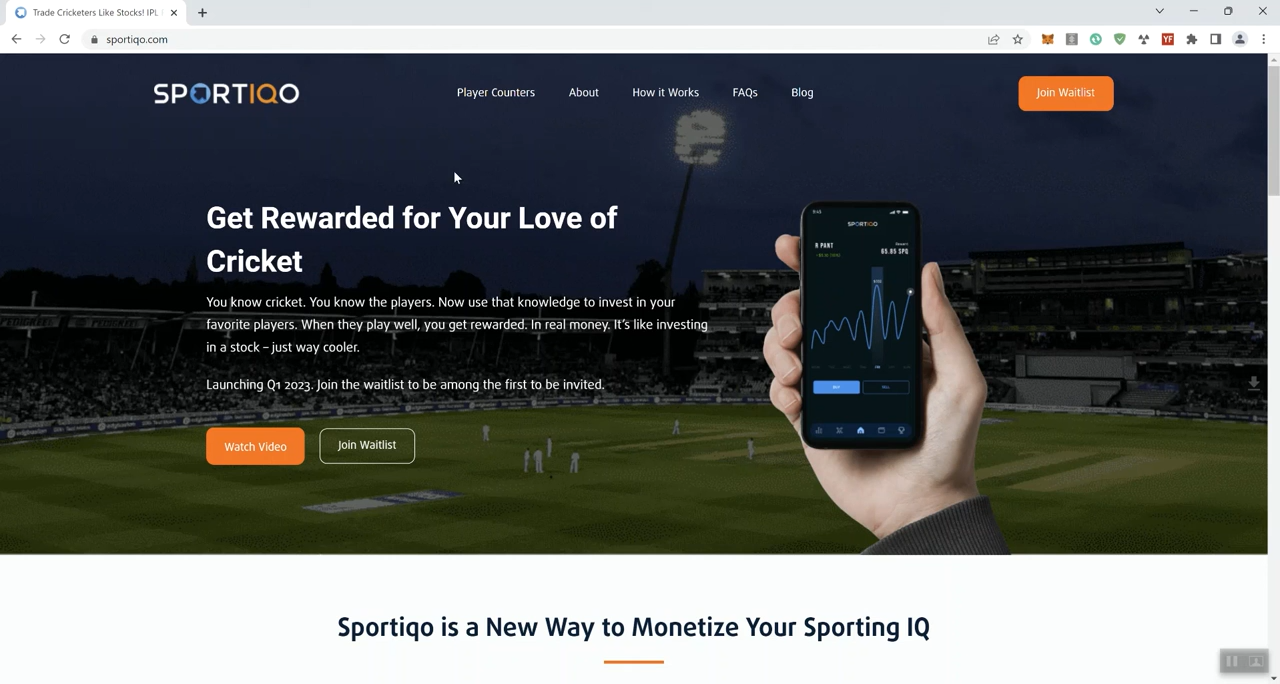 Trade Cricketers Like Stocks! IPL
sportiqo.com
YF
SPORTIQO
Player Counters
About
How it Works
FAQs
Blog
Join Waitlist
Get Rewarded for Your Love of
Cricket
You know cricket. You know the players. Now use that knowledge to invest in your
favorite players. When they play well, you get rewarded. In real money. It's like investing
in a stock – just way cooler.
Launching Q1 2023. Join the waitlist to be among the first to be invited.
Watch Video
Join Waitlist
SPORTIQO
R PANT
65.85 SPQ
BUY
SELL
Sportiqo is a New Way to Monetize Your Sporting IQ